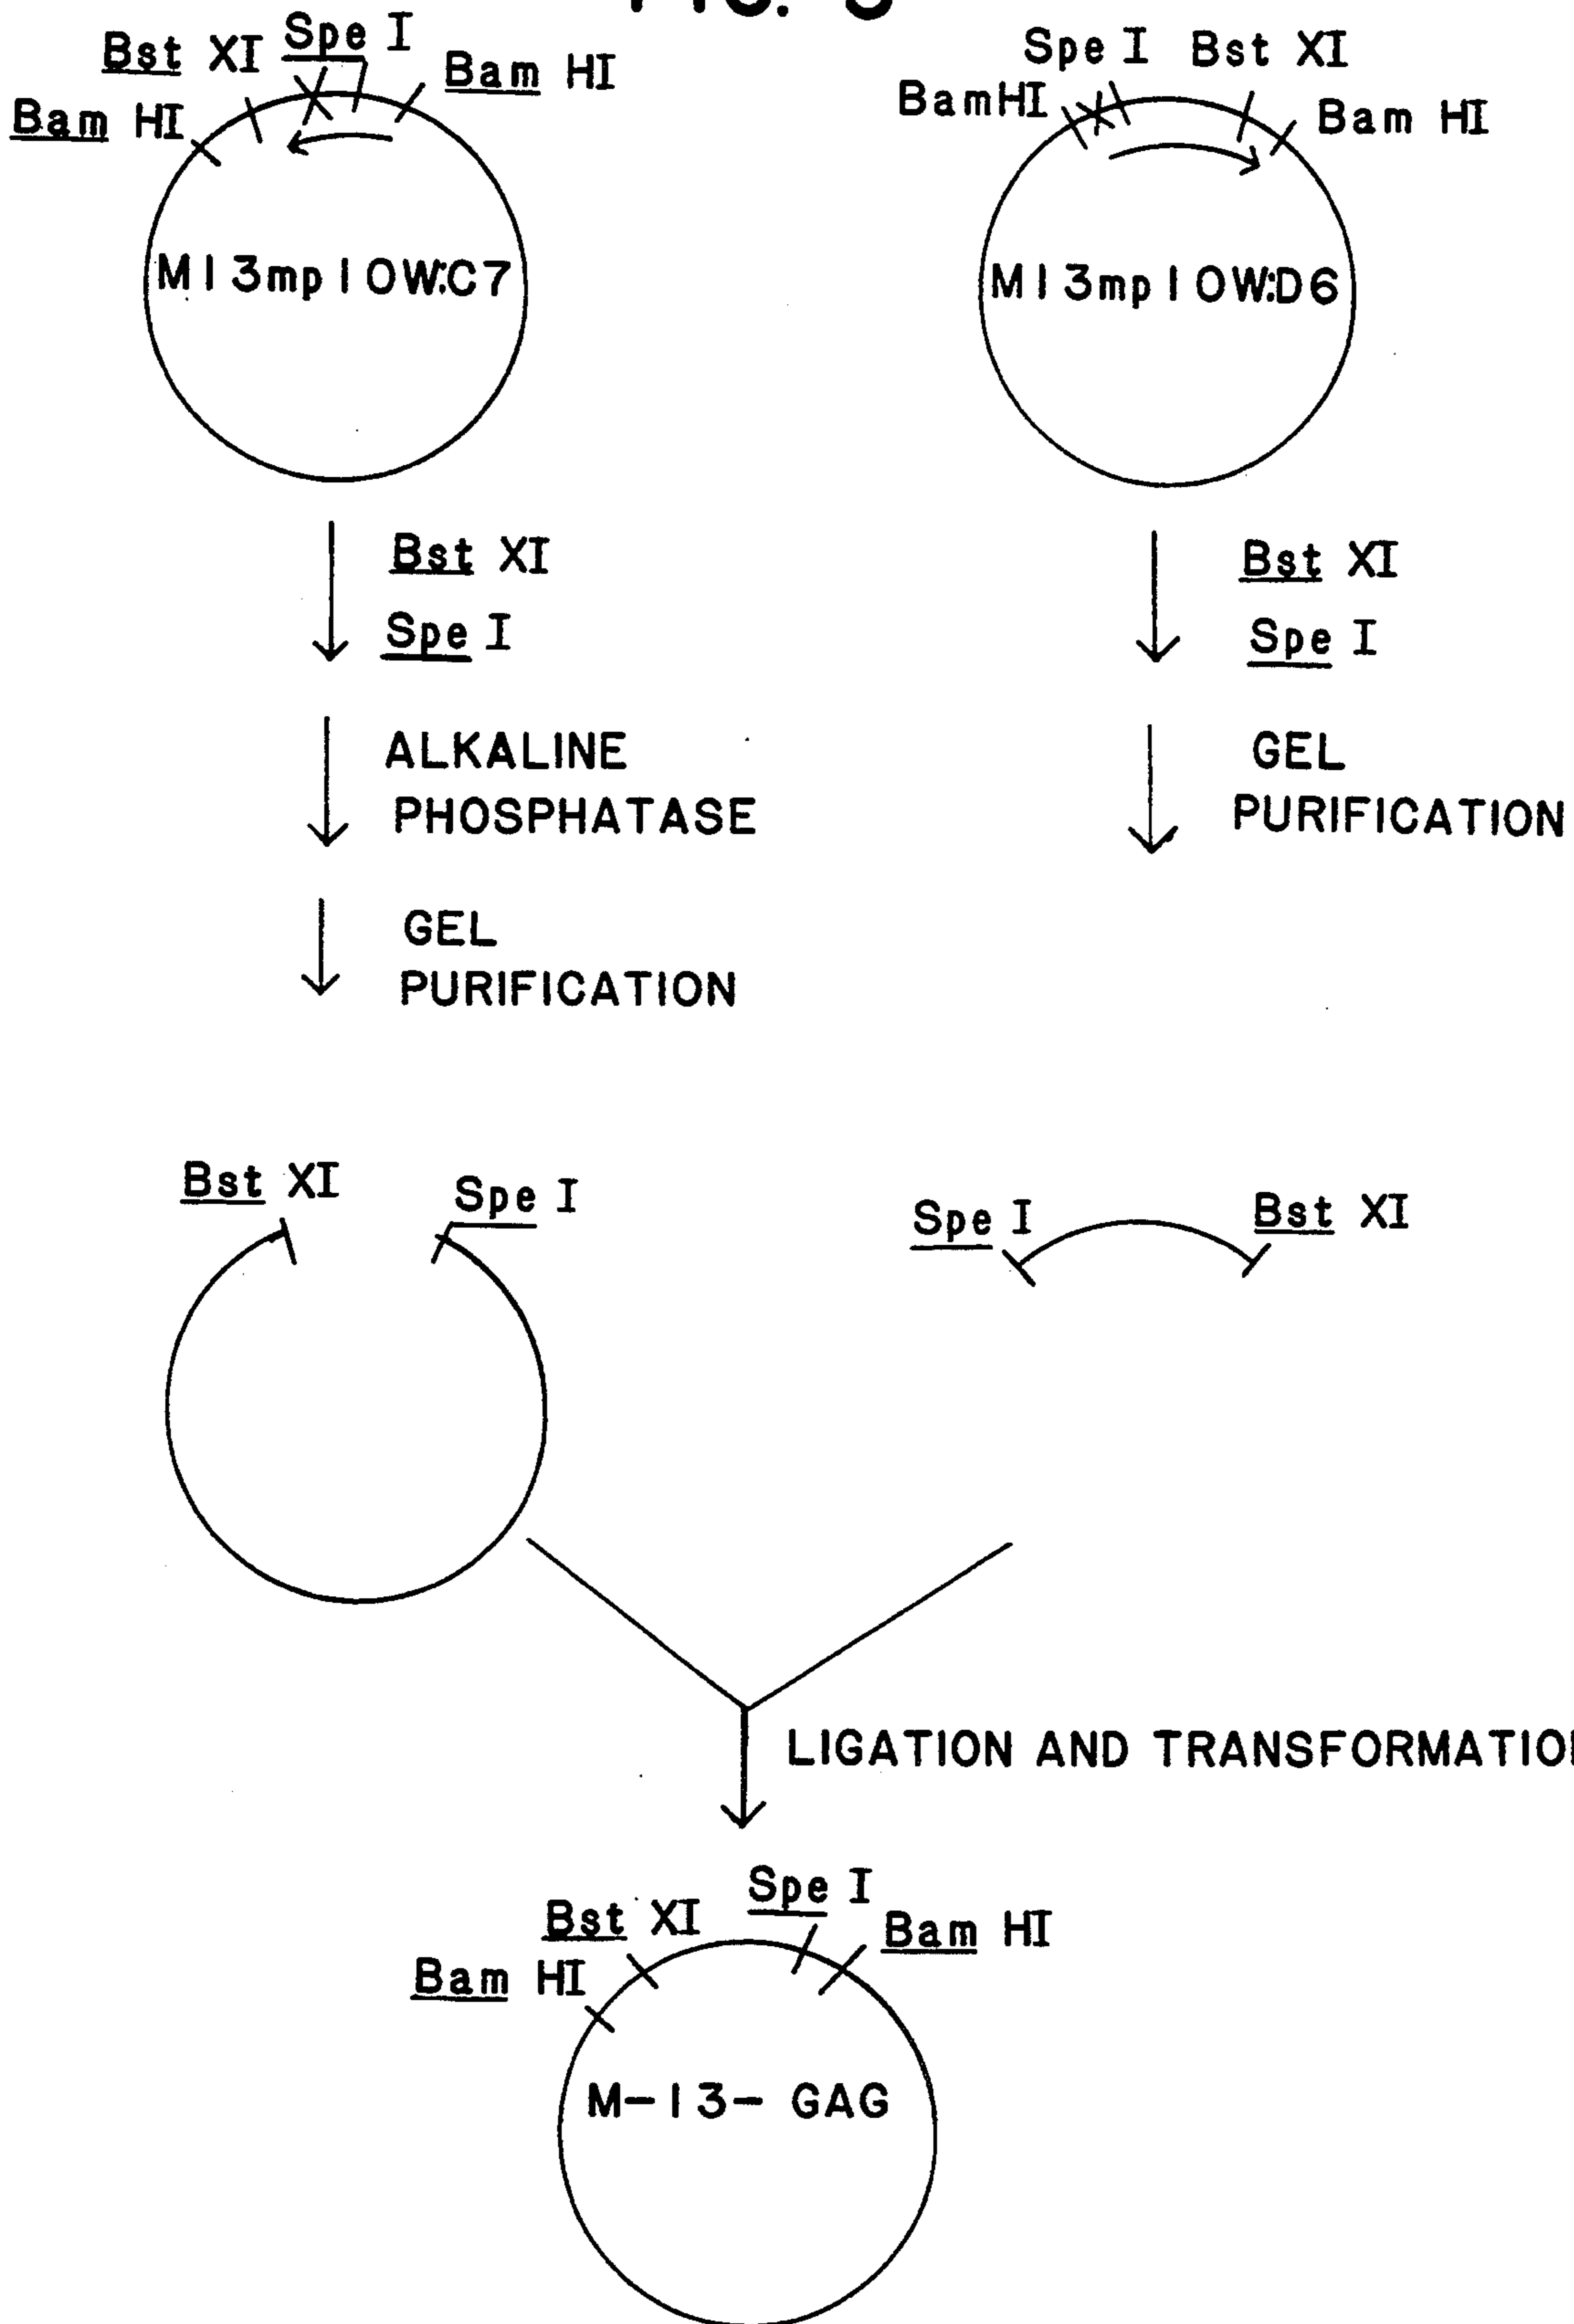 Bst XI Spe I
Bam HI
Bam HI
M13mp10W:C7
Spe I Bst XI
BamHI
Bam HI
M13mp10W:D6
Bst XI
Spe I
ALKALINE
PHOSPHATASE
GEL
PURIFICATION
Bst XI
Spe I
GEL
PURIFICATION
Bst XI
Spe I
Spe I
Bst XI
LIGATION AND TRANSFORMATIO
Spe I
Bst XI
Bam HI
Bam HI
M-13- GAG